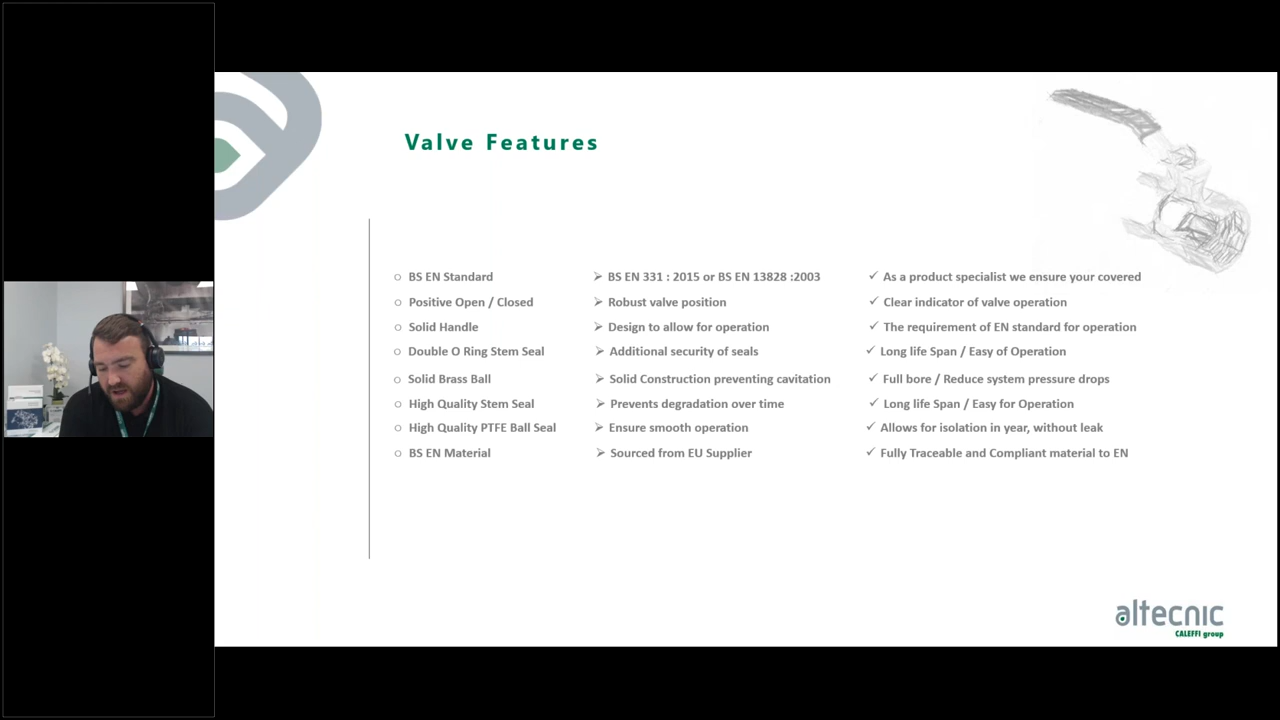 Valve Features
BS EN Standard
BS EN 331 : 2015 or BS EN 13828 :2003
As a product specialist we ensure your covered
Positive Open / Closed
Robust valve position
Clear indicator of valve operation
Solid Handle
Design to allow for operation
The requirement of EN standard for operation
Double O Ring Stem Seal
Additional security of seals
Long life Span / Easy of Operation
Solid Brass Ball
Solid Construction preventing cavitation
Full bore / Reduce system pressure drops
High Quality Stem Seal
Prevents degradation over time
Long life Span / Easy for Operation
High Quality PTFE Ball Seal
Ensure smooth operation
Allows for isolation in year, without leak
BS EN Material
Sourced from EU Supplier
Fully Traceable and Compliant material to EN
altecnic
CALEFFI group